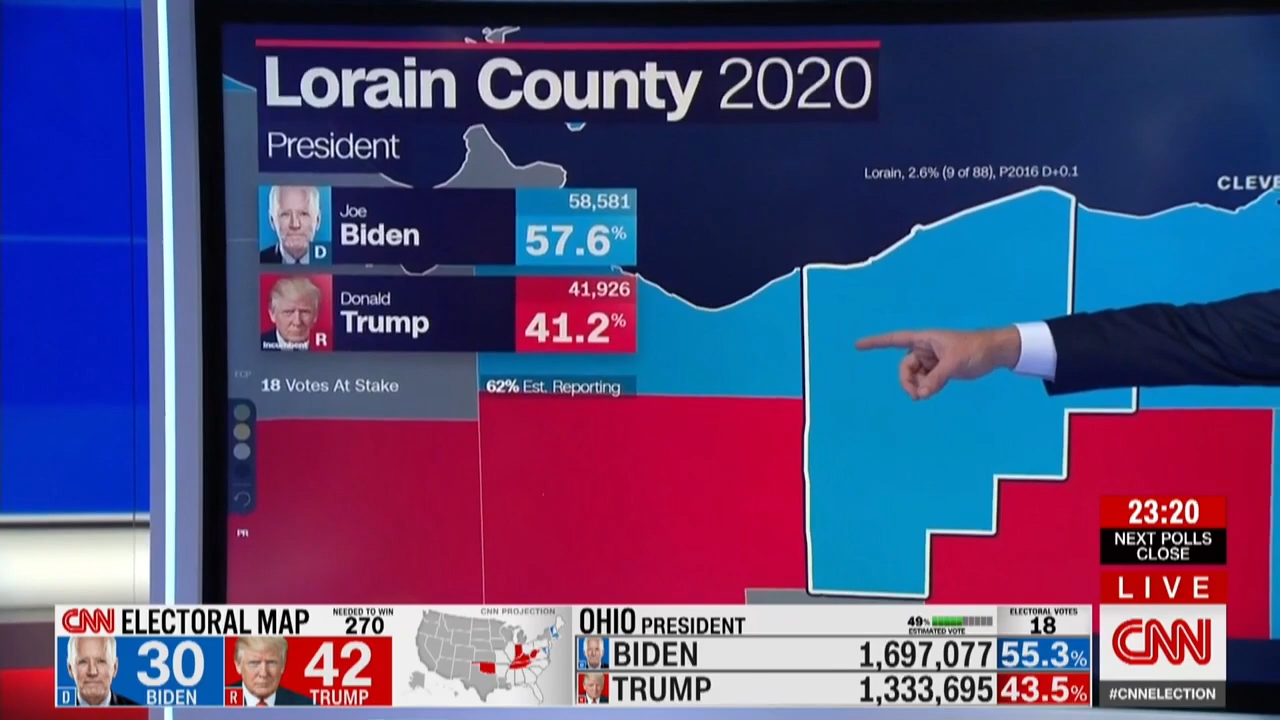 Lorain County 2020
President
Joe
Biden
D
58,581
57.6%
Donald
Trump
Incumbent
R
41,926
41.2%
18 Votes At Stake
62% Est. Reporting
Lorain, 2.6% (9 of 88), P2016 D+0.1
CLEVE
PR
23:20
NEXT POLLS
CLOSE
LIVE
CNN
#CNNELECTION
CNN ELECTORAL MAP
NEEDED TO WIN
270
D
30
BIDEN
R
42
TRUMP
CNN PROJECTION
OHIO PRESIDENT
49%
ESTIMATED VOTE
ELECTORAL VOTES
18
BIDEN 1,697,077 55.3%
TRUMP 1,333,695 43.5%